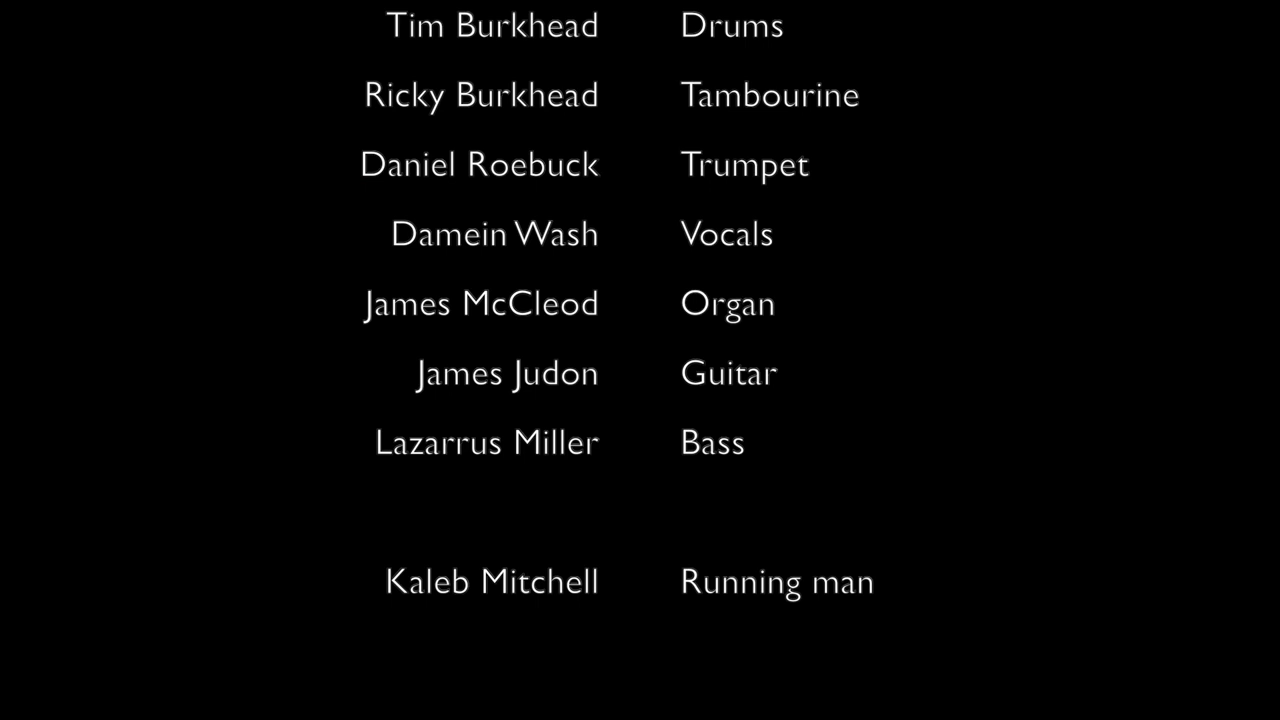 Tim Burkhead Drums
Ricky Burkhead Tambourine
Daniel Roebuck Trumpet
Damein Wash Vocals
James McCleod Organ
James Judon Guitar
Lazarrus Miller Bass
Kaleb Mitchell Running man